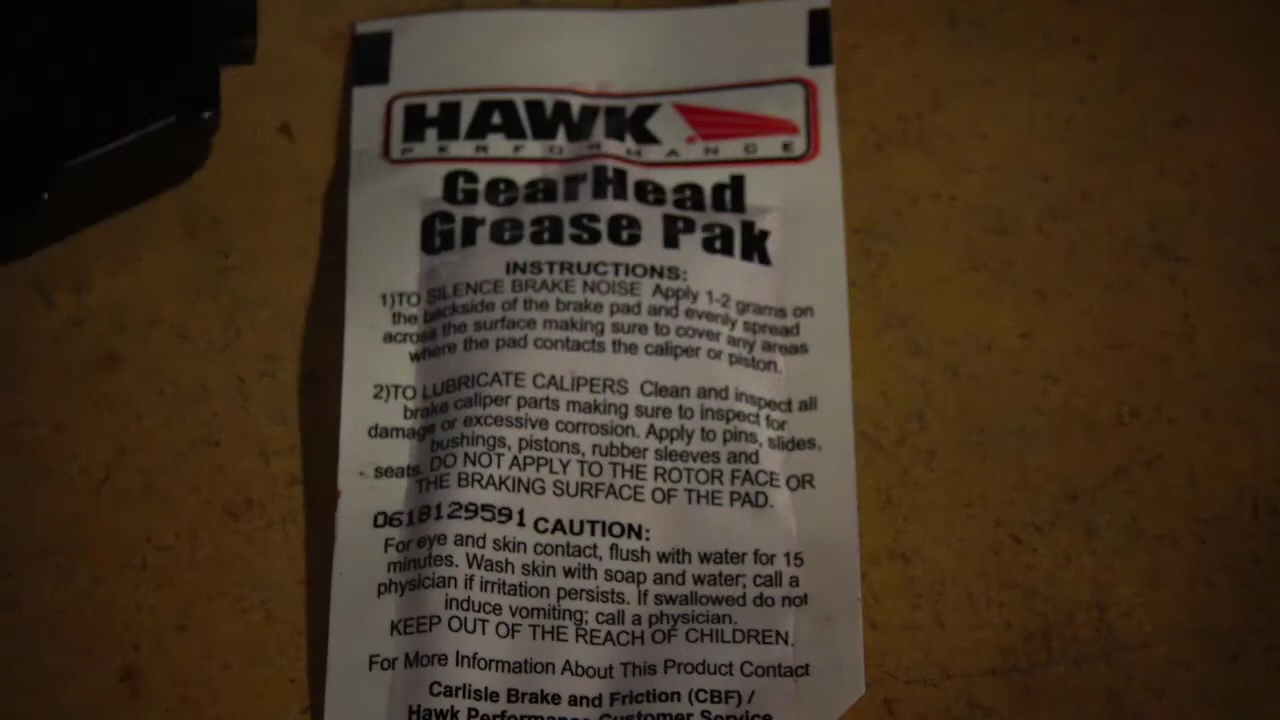 HAWK
PERFORMANCE
GearHead
Grease Pak
INSTRUCTIONS:
1)TO SILENCE BRAKE NOISE Apply 1-2 grams on
the backside of the brake pad and evenly spread
across the surface making sure to cover any areas
where the pad contacts the caliper or piston.
2)TO LUBRICATE CALIPERS Clean and inspect all
brake caliper parts making sure to inspect for
damage or excessive corrosion. Apply to pins, slides,
bushings, pistons, rubber sleeves and
seats. DO NOT APPLY TO THE ROTOR FACE OR
THE BRAKING SURFACE OF THE PAD.
0618129591 CAUTION:
For eye and skin contact, flush with water for 15
minutes. Wash skin with soap and water; call a
physician if irritation persists. If swallowed do not
induce vomiting; call a physician.
KEEP OUT OF THE REACH OF CHILDREN.
For More Information About This Product Contact
Carlisle Brake and Friction (CBF) /
Hawk Performance Customer Service